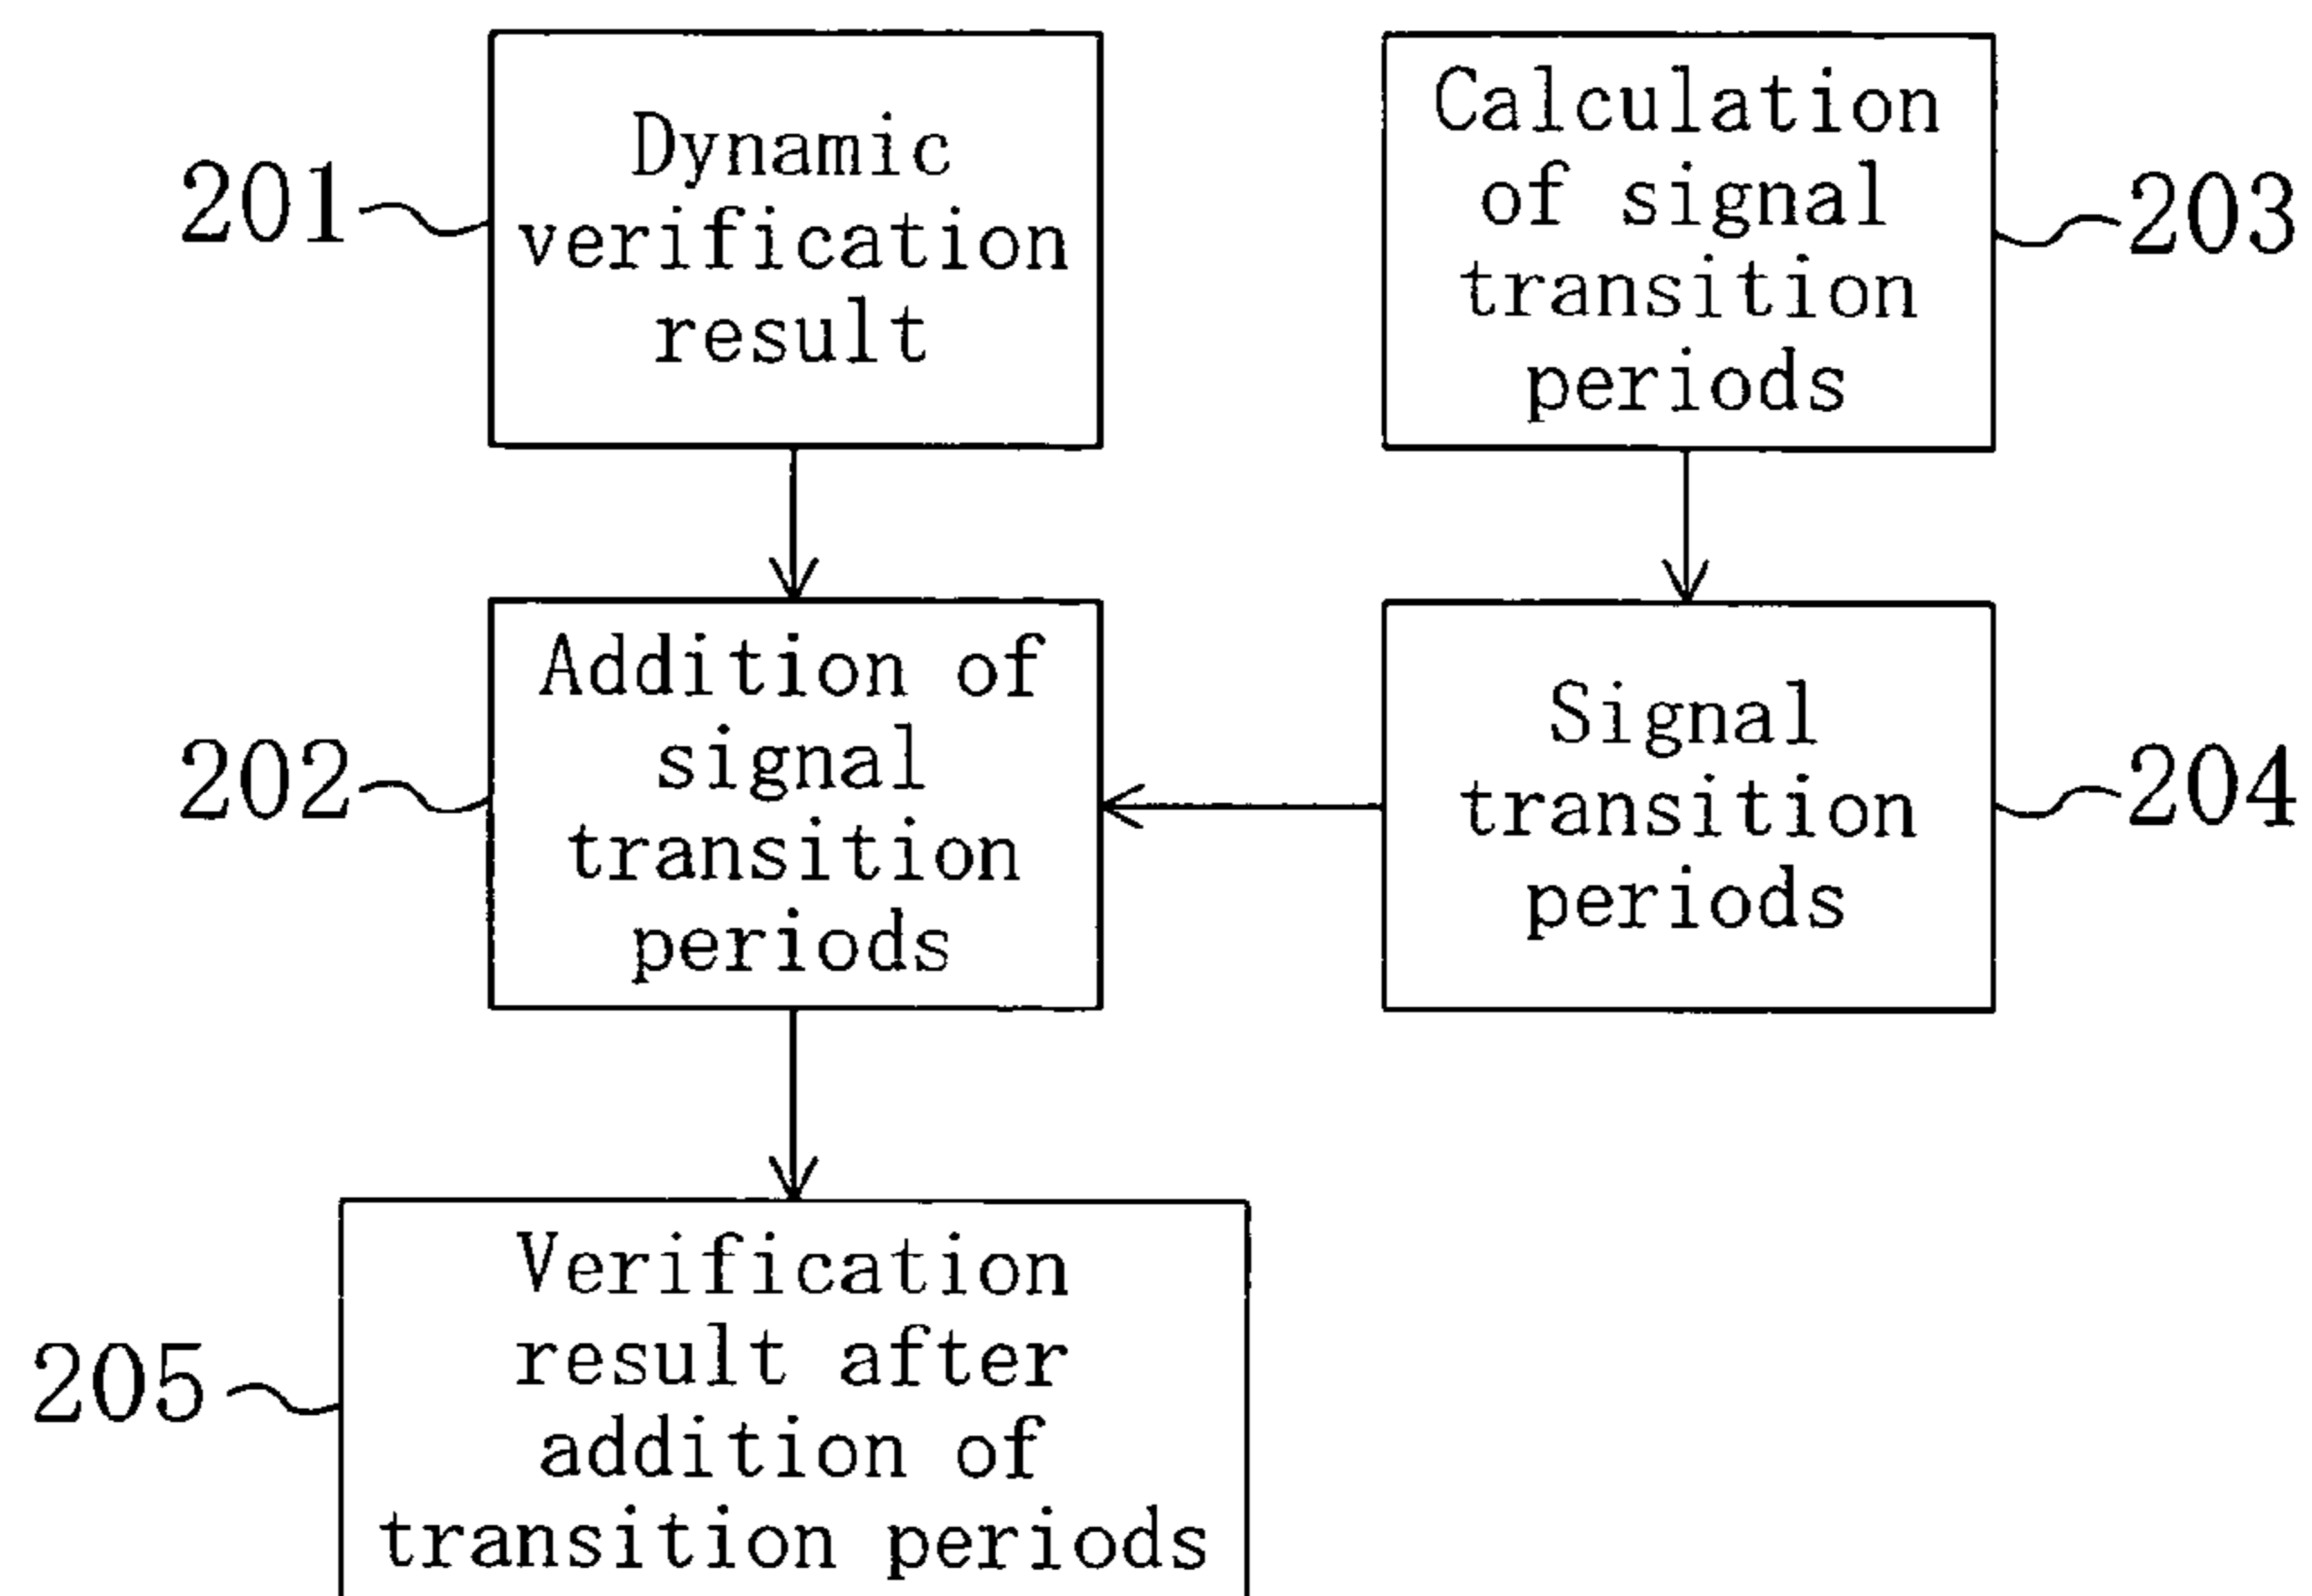 201
Dynamic
verification
result
Calculation
of signal
transition
periods
203
202
Addition of
signal
transition
periods
Signal
transition
periods
204
205
Verification
result after
addition of
transition periods